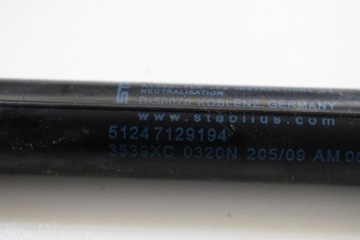 NEUTRALISATION
D-56070 KOBLENZ, GERMANY
www.stabilus.com
51247129194
3539XC 0320N 205/09 AM